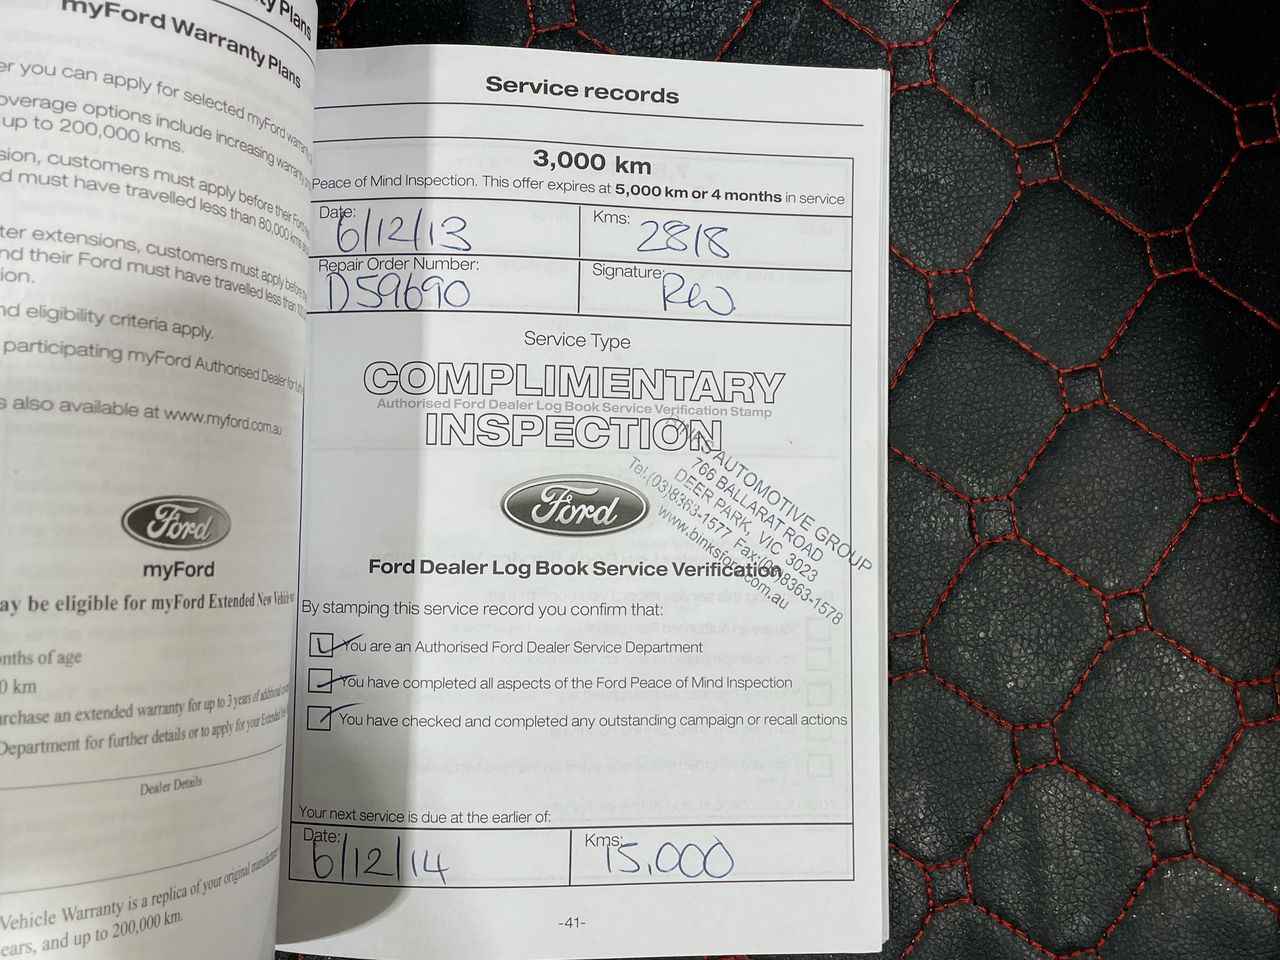 ty Plans
myFord Warranty Plans
er you can apply for selected myFord warranty
overage options include increasing warranty
up to 200,000 kms.
sion, customers must apply before their Ford
d must have travelled less than 80,000 kms
ter extensions, customers must apply before the
nd their Ford must have travelled less than
ion.
nd eligibility criteria apply.
participating myFord Authorised Dealer for
s also available at www.myford.com.au
Ford
myFord
ay be eligible for myFord Extended New Vehicle
onths of age
0 km
urchase an extended warranty for up to 3 years of additional
Department for further details or to apply for your Extended
Dealer Details
Vehicle Warranty is a replica of your original manufacture
ears, and up to 200,000 km.
Service records
3,000 km
Peace of Mind Inspection. This offer expires at 5,000 km or 4 months in service
Date: 6/12/13
Kms: 2818
Repair Order Number: D59690
Signature: RW
Service Type
COMPLIMENTARY
Authorised Ford Dealer Log Book Service Verification Stamp
INSPECTION
AUTOMOTIVE GROUP
766 BALLARAT ROAD
DEER PARK, VIC 3023
Tel.(03)8363-1577 Fax:(03)8363-1578
www.binksford.com.au
Ford
Ford Dealer Log Book Service Verification
By stamping this service record you confirm that:
You are an Authorised Ford Dealer Service Department
You have completed all aspects of the Ford Peace of Mind Inspection
You have checked and completed any outstanding campaign or recall actions
Your next service is due at the earlier of:
Date: 6/12/14
Kms: 15,000
-41-